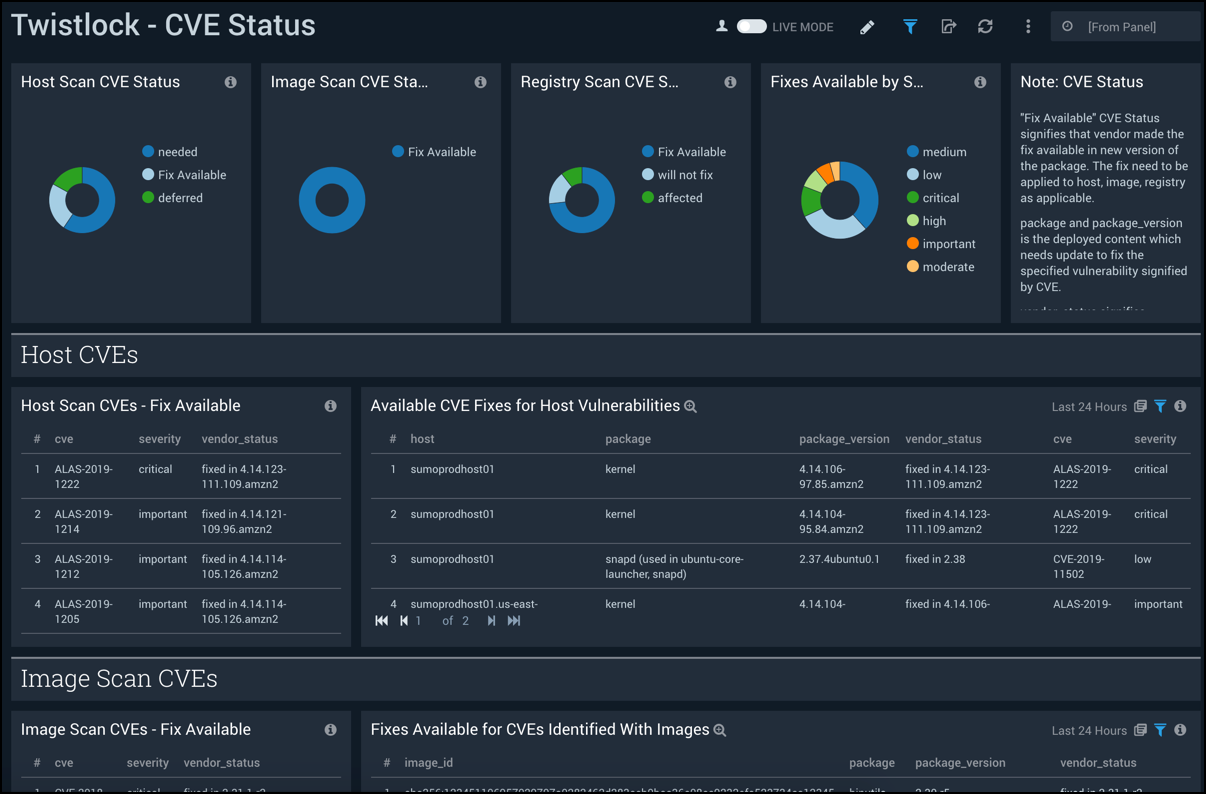 Twistlock - CVE Status
LIVE MODE
[From Panel]
Host Scan CVE Status
needed
Fix Available
deferred
Image Scan CVE Sta...
Fix Available
Registry Scan CVE S...
Fix Available
will not fix
affected
Fixes Available by S...
medium
low
critical
high
important
moderate
Note: CVE Status
"Fix Available" CVE Status
signifies that vendor made the
fix available in new version of
the package. The fix need to be
applied to host, image, registry
as applicable.
package and package_version
is the deployed content which
needs update to fix the
specified vulnerability signified
by CVE.
Host CVEs
Host Scan CVEs - Fix Available
# cve severity vendor_status
1 ALAS-2019- critical fixed in 4.14.123-
1222 111.109.amzn2
2 ALAS-2019- important fixed in 4.14.121-
1214 109.96.amzn2
3 ALAS-2019- important fixed in 4.14.114-
1212 105.126.amzn2
4 ALAS-2019- important fixed in 4.14.114-
1205 105.126.amzn2
Available CVE Fixes for Host Vulnerabilities
Last 24 Hours
# host package package_version vendor_status cve severity
1 sumoprodhost01 kernel 4.14.106- fixed in 4.14.123- ALAS-2019- critical
97.85.amzn2 111.109.amzn2 1222
2 sumoprodhost01 kernel 4.14.104- fixed in 4.14.123- ALAS-2019- critical
95.84.amzn2 111.109.amzn2 1222
3 sumoprodhost01 snapd (used in ubuntu-core- 2.37.4ubuntu0.1 fixed in 2.38 CVE-2019- low
launcher, snapd) 11502
4 sumoprodhost01.us-east- kernel 4.14.104- fixed in 4.14.106- ALAS-2019- important
1 of 2
Image Scan CVEs
Image Scan CVEs - Fix Available
# cve severity vendor_status
Fixes Available for CVEs Identified With Images
Last 24 Hours
# image_id package package_version vendor_status